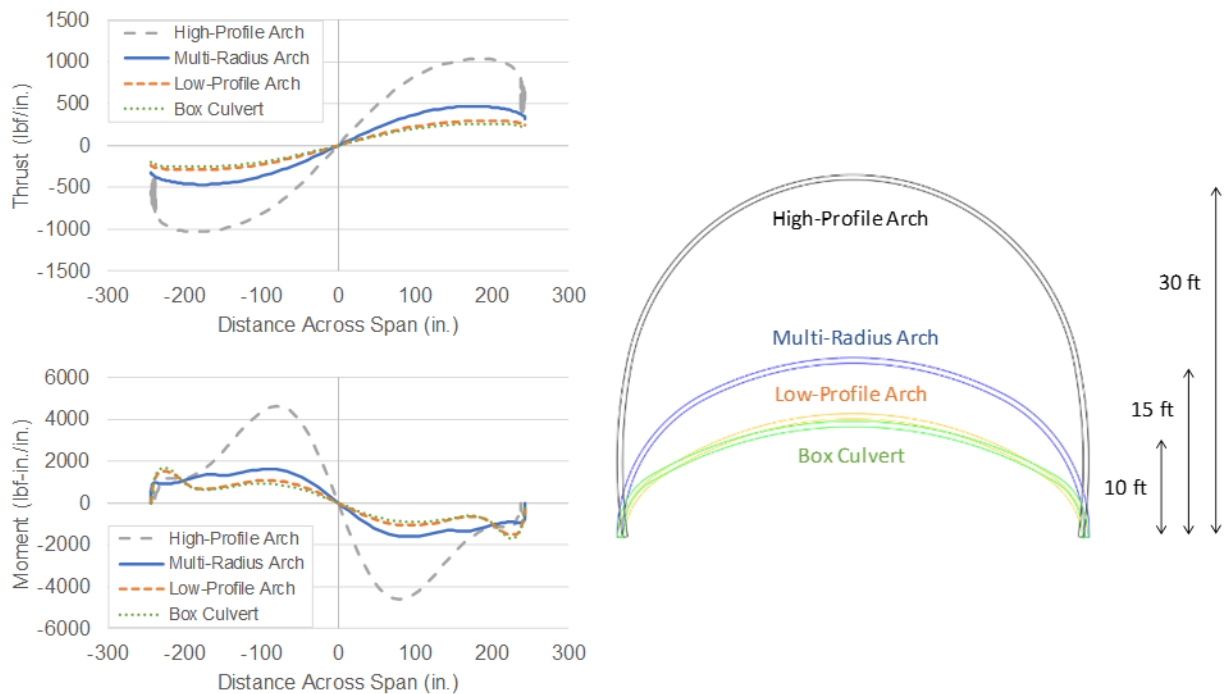 1500
1000
500
0
-500
-1000
-1500
Thrust (lbf/in.)
High-Profile Arch
Multi-Radius Arch
Low-Profile Arch
Box Culvert
-300 -200 -100 0 100 200 300
Distance Across Span (in.)
6000
4000
2000
0
-2000
-4000
-6000
Moment (lbf-in./in.)
High-Profile Arch
Multi-Radius Arch
Low-Profile Arch
Box Culvert
-300 -200 -100 0 100 200 300
Distance Across Span (in.)
High-Profile Arch
30 ft
Multi-Radius Arch
Low-Profile Arch
15 ft
Box Culvert
10 ft